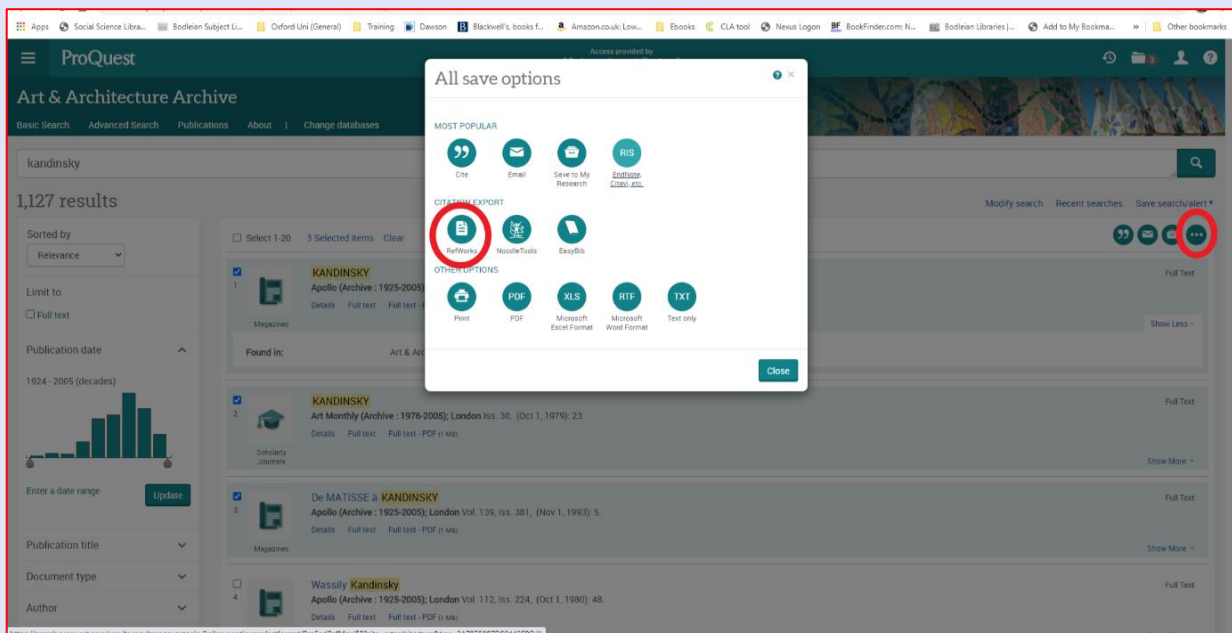 Apps Social Science Libra... Bodleian Subject Li... Oxford Uni (General) Training Dawson Blackwell's, books f... Amazon.co.uk: Low... Ebooks CLA tool Nexus Logon BookFinder.com: N... Bodleian Libraries |... Add to My Bookma... » Other bookmarks
ProQuest
Access provided by
3
Art & Architecture Archive
Basic Search Advanced Search Publications About | Change databases
kandinsky
1,127 results
Modify search Recent searches Save search/alert
Sorted by
Relevance
Limit to
Full text
Publication date
1924 - 2005 (decades)
Enter a date range Update
Publication title
Document type
Author
Select 1-20 3 Selected items Clear
1
Magazines
KANDINSKY
Apollo (Archive : 1925-2005)
Details Full text Full text -
Full Text
Show Less
Found in: Art & Arc
2
Scholarly Journals
KANDINSKY
Art Monthly (Archive : 1976-2005); London Iss. 30, (Oct 1, 1979): 23.
Details Full text Full text - PDF (1 MB)
Full Text
Show More
3
Magazines
De MATISSE à KANDINSKY
Apollo (Archive : 1925-2005); London Vol. 139, Iss. 381, (Nov 1, 1993): 5.
Details Full text Full text - PDF (1 MB)
Full Text
Show More
4
Wassily Kandinsky
Apollo (Archive : 1925-2005); London Vol. 112, Iss. 224, (Oct 1, 1980): 48.
Details Full text Full text - PDF (1 MB)
Full Text
All save options
MOST POPULAR
Cite Email Save to My Research RIS EndNote, Citavi, etc.
CITATION EXPORT
RefWorks NoodleTools EasyBib
OTHER OPTIONS
Print PDF PDF XLS Microsoft Excel Format RTF Microsoft Word Format TXT Text only
Close